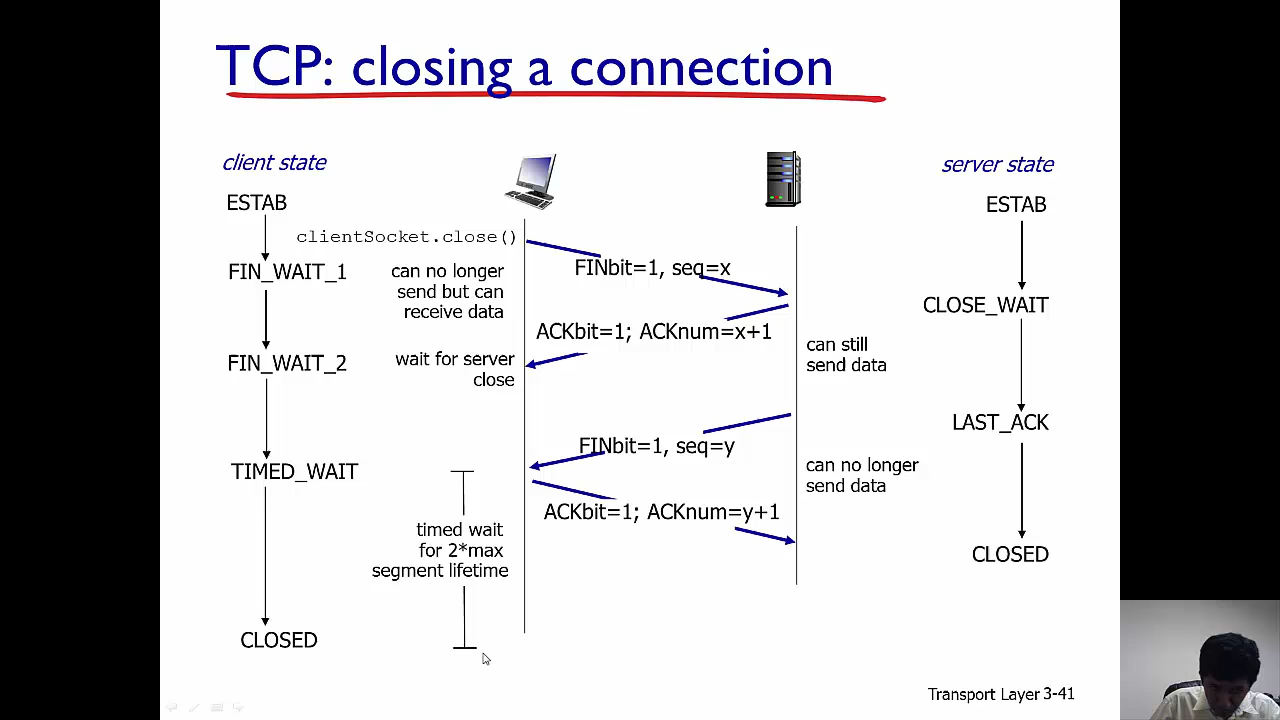 TCP: closing a connection
client state
server state
ESTAB
ESTAB
clientSocket.close()
FINbit=1, seq=x
FIN_WAIT_1
can no longer
send but can
receive data
CLOSE_WAIT
ACKbit=1; ACKnum=x+1
can still
send data
FIN_WAIT_2
wait for server
close
LAST_ACK
FINbit=1, seq=y
can no longer
send data
TIMED_WAIT
ACKbit=1; ACKnum=y+1
timed wait
for 2*max
segment lifetime
CLOSED
CLOSED
Transport Layer 3-41